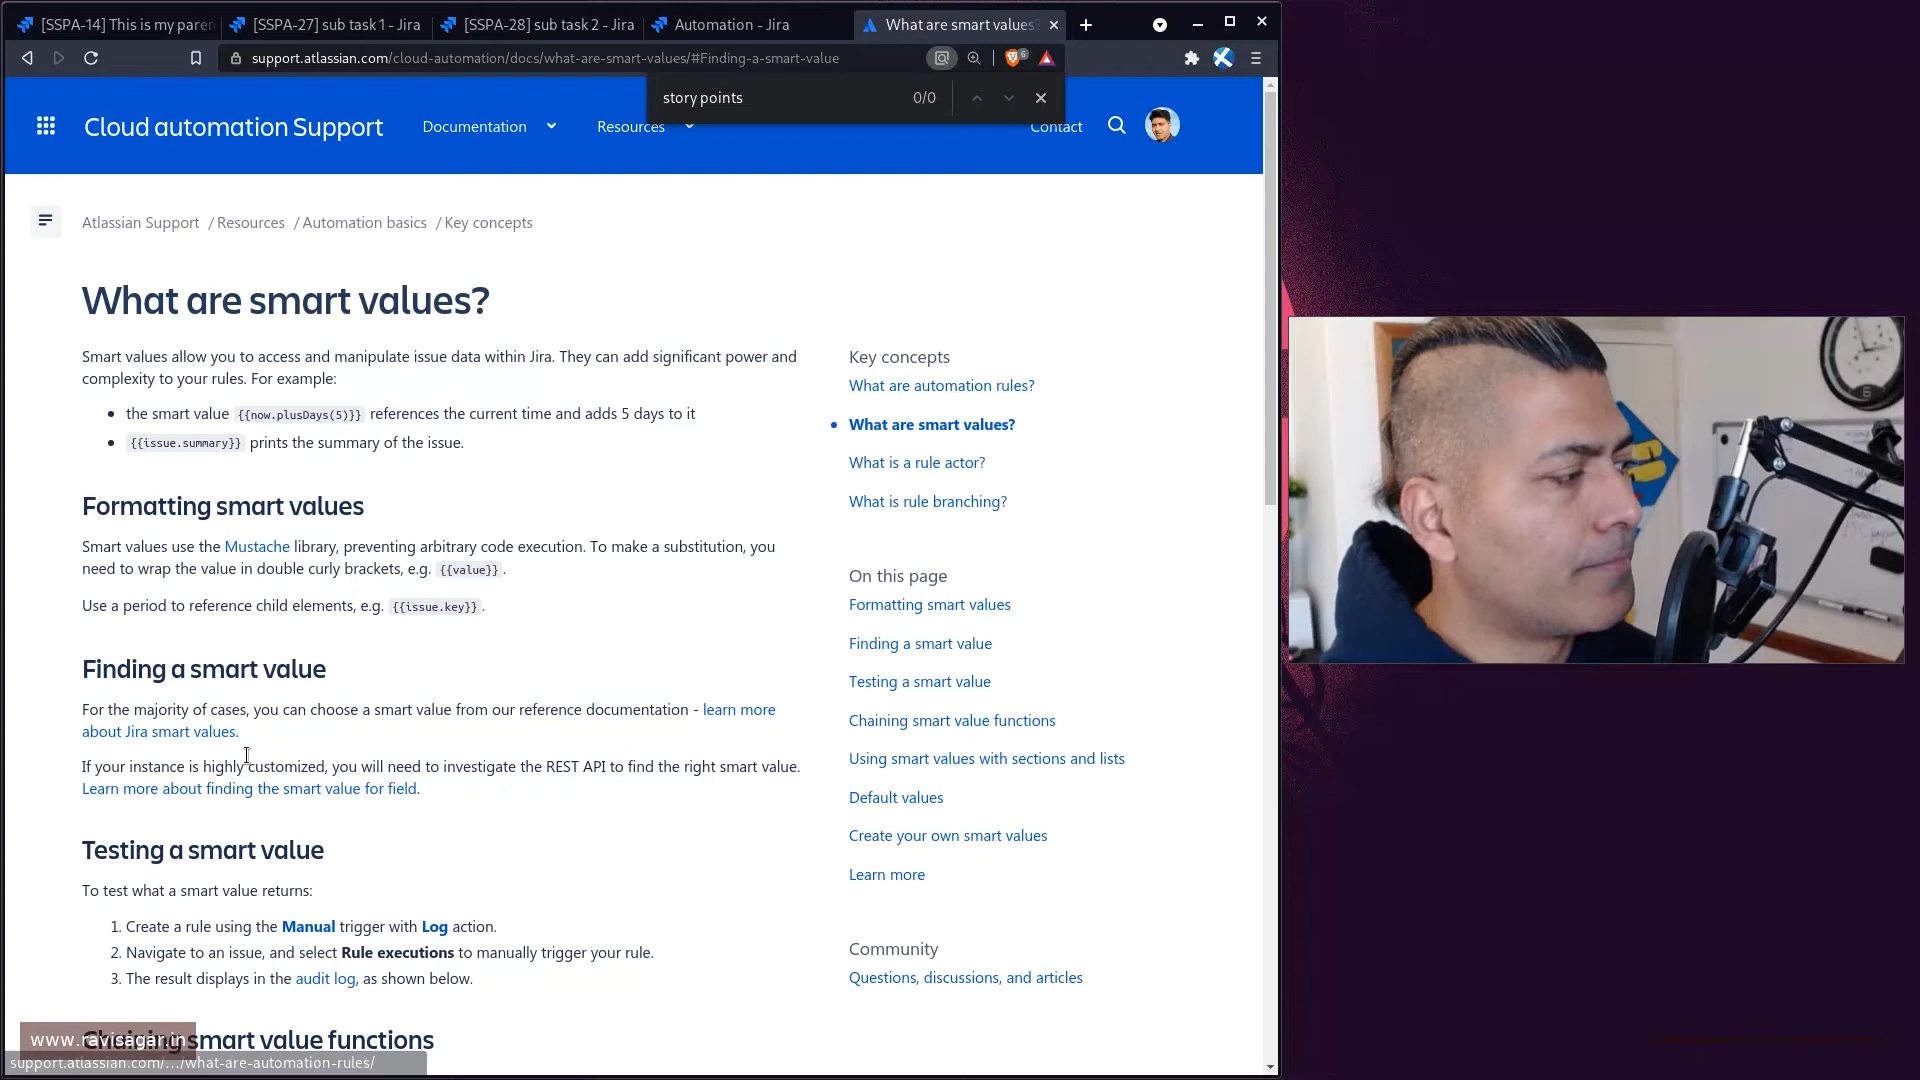 [SSPA-14] This is my paren
[SSPA-27] sub task 1 - Jira
[SSPA-28] sub task 2 - Jira
Automation - Jira
What are smart values?
support.atlassian.com/cloud-automation/docs/what-are-smart-values/#Finding-a-smart-value
6
story points
0/0
Cloud automation Support
Documentation
Resources
Contact
Atlassian Support / Resources / Automation basics / Key concepts
What are smart values?
Smart values allow you to access and manipulate issue data within Jira. They can add significant power and
complexity to your rules. For example:
• the smart value {{now.plusDays(5)}} references the current time and adds 5 days to it
• {{issue.summary}} prints the summary of the issue.
Formatting smart values
Smart values use the Mustache library, preventing arbitrary code execution. To make a substitution, you
need to wrap the value in double curly brackets, e.g. {{value}}.
Use a period to reference child elements, e.g. {{issue.key}}.
Finding a smart value
For the majority of cases, you can choose a smart value from our reference documentation - learn more
about Jira smart values.
If your instance is highly customized, you will need to investigate the REST API to find the right smart value.
Learn more about finding the smart value for field.
Testing a smart value
To test what a smart value returns:
1. Create a rule using the Manual trigger with Log action.
2. Navigate to an issue, and select Rule executions to manually trigger your rule.
3. The result displays in the audit log, as shown below.
Chaining smart value functions
Key concepts
What are automation rules?
• What are smart values?
What is a rule actor?
What is rule branching?
On this page
Formatting smart values
Finding a smart value
Testing a smart value
Chaining smart value functions
Using smart values with sections and lists
Default values
Create your own smart values
Learn more
Community
Questions, discussions, and articles
www.ravisagar.in
support.atlassian.com/…/what-are-automation-rules/